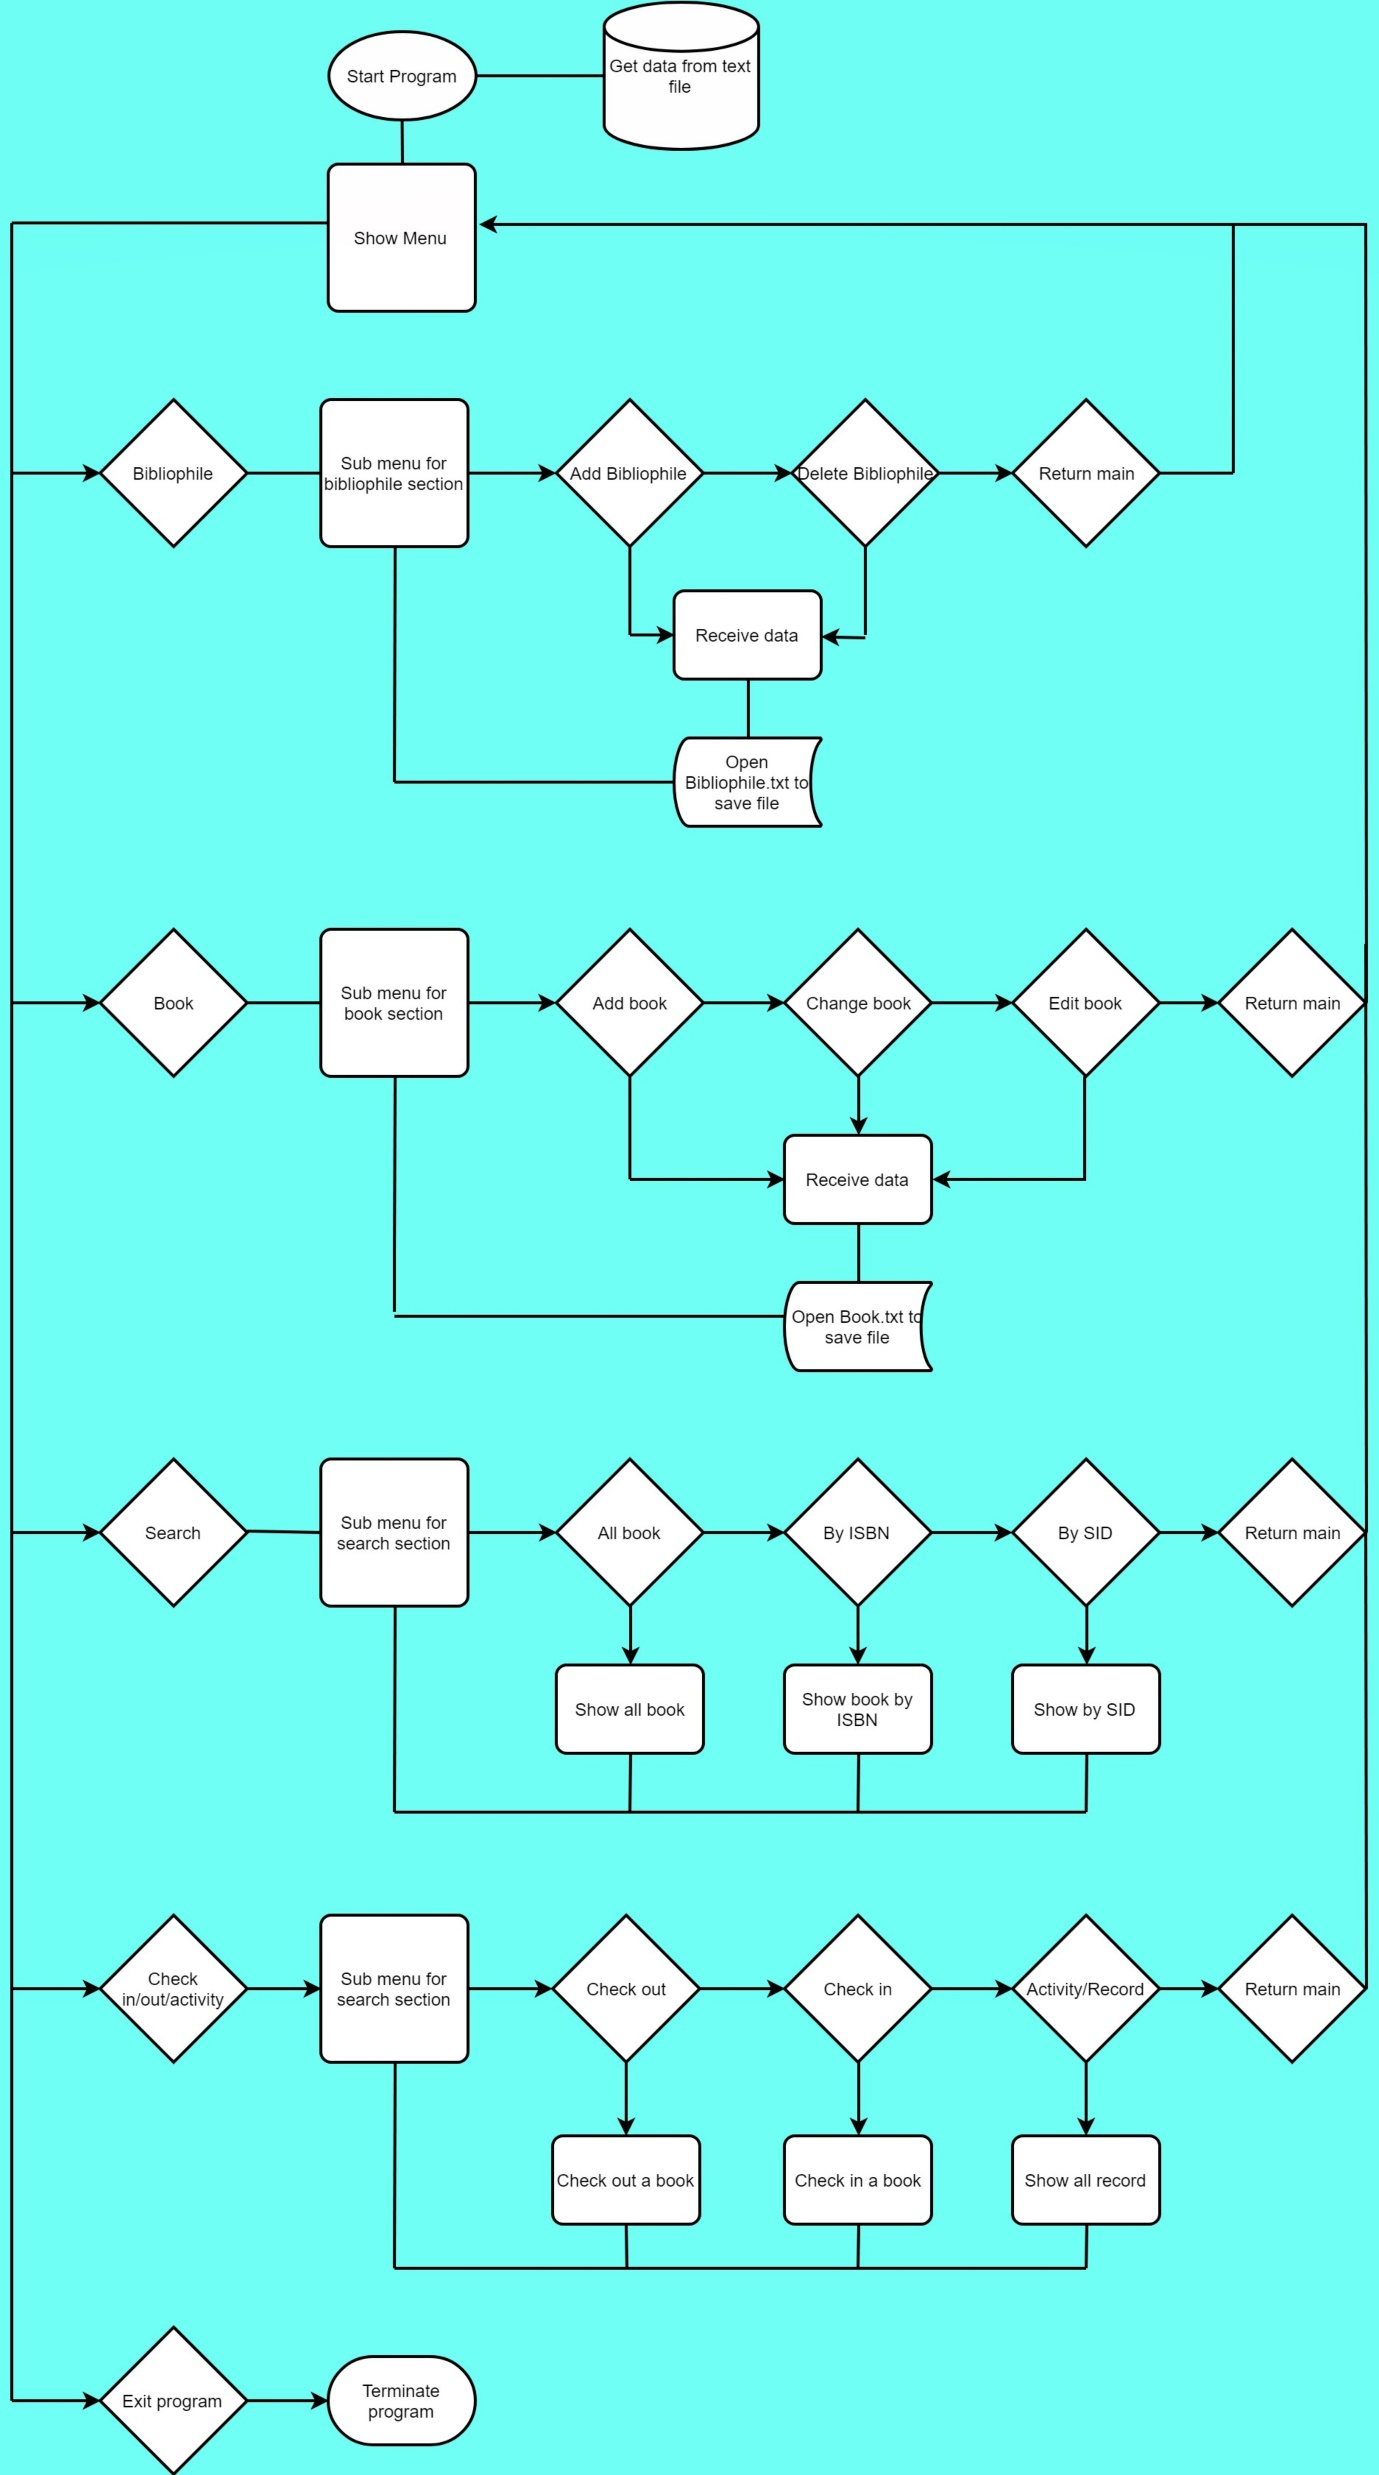 Start Program
Get data from text
file
Show Menu
Bibliophile
Sub menu for
bibliophile section
Add Bibliophile
Delete Bibliophile
Return main
Receive data
Open
Bibliophile.txt to
save file
Book
Sub menu for
book section
Add book
Change book
Edit book
Return main
Receive data
Open Book.txt to
save file
Search
Sub menu for
search section
All book
By ISBN
By SID
Return main
Show all book
Show book by
ISBN
Show by SID
Check
in/out/activity
Sub menu for
search section
Check out
Check in
Activity/Record
Return main
Check out a book
Check in a book
Show all record
Exit program
Terminate
program